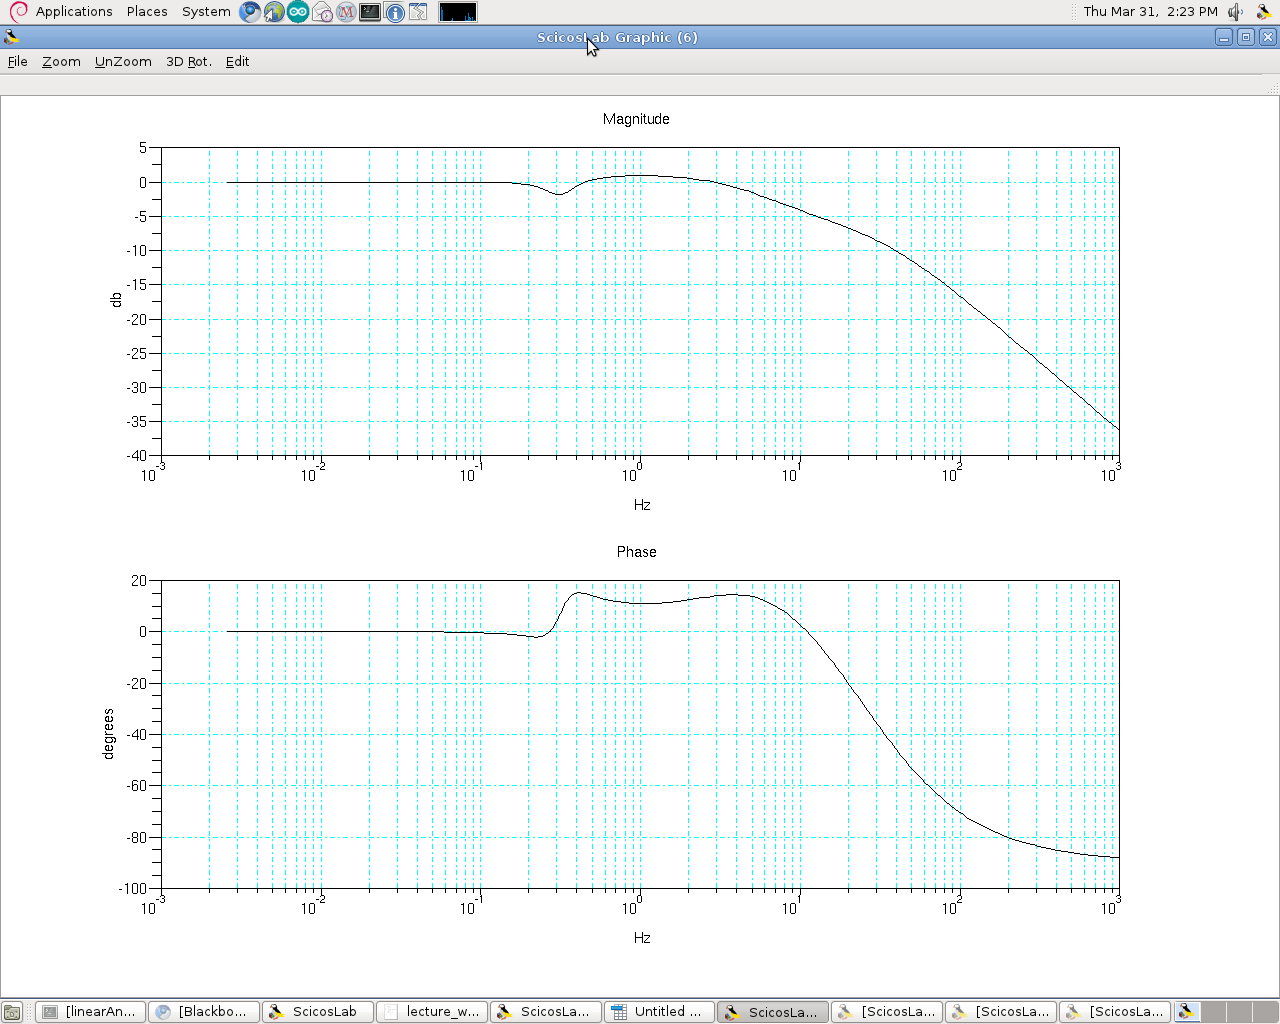 Applications Places System Thu Mar 31, 2:23 PM
ScicosLab Graphic (6)
File Zoom UnZoom 3D Rot. Edit
Magnitude
5
0
-5
-10
-15
-20
-25
-30
-35
-40
db
10^-3 10^-2 10^-1 10^0 10^1 10^2 10^3
Hz
Phase
20
0
-20
-40
-60
-80
-100
degrees
10^-3 10^-2 10^-1 10^0 10^1 10^2 10^3
Hz
[linearAn... [Blackbo... ScicosLab lecture_w... ScicosLa... Untitled ... ScicosLa... [ScicosLa... [ScicosLa... [ScicosLa...